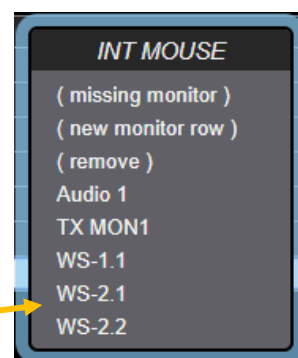 INT MOUSE
( missing monitor )
( new monitor row )
( remove )
Audio 1
TX MON1
WS-1.1
WS-2.1
WS-2.2